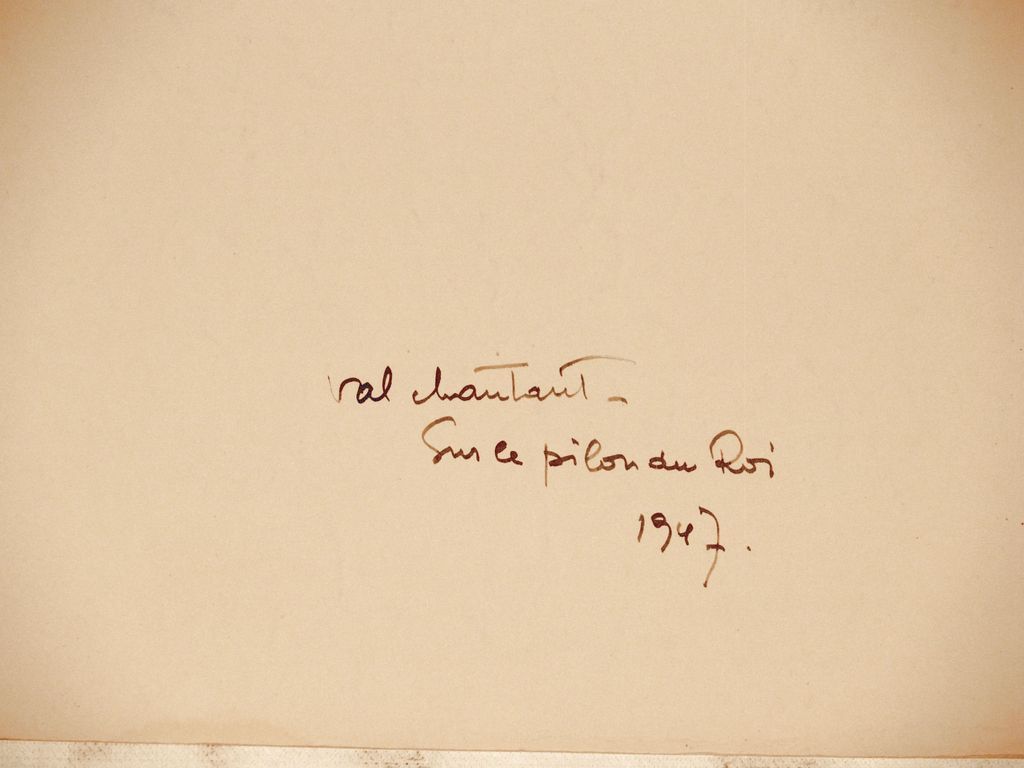 Val chantant -
Sur le pilon du Roi
1947.